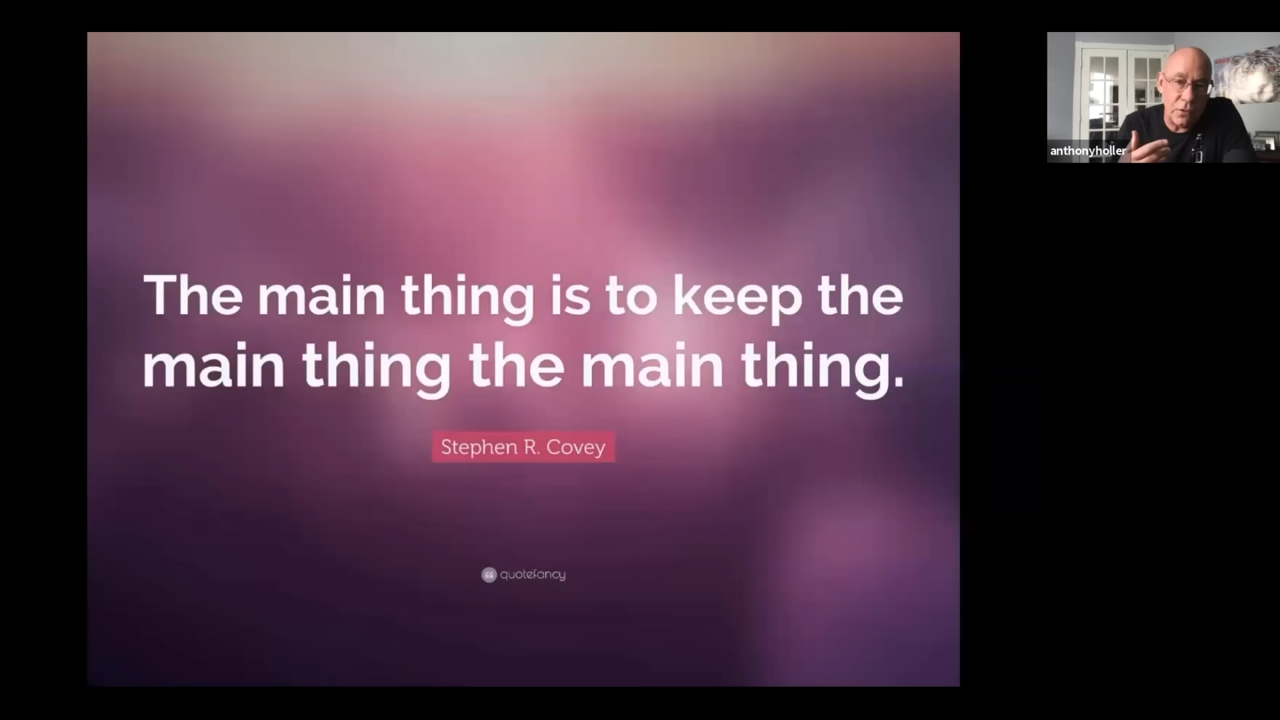 The main thing is to keep the
main thing the main thing.
Stephen R. Covey
quotefancy
anthonyholler